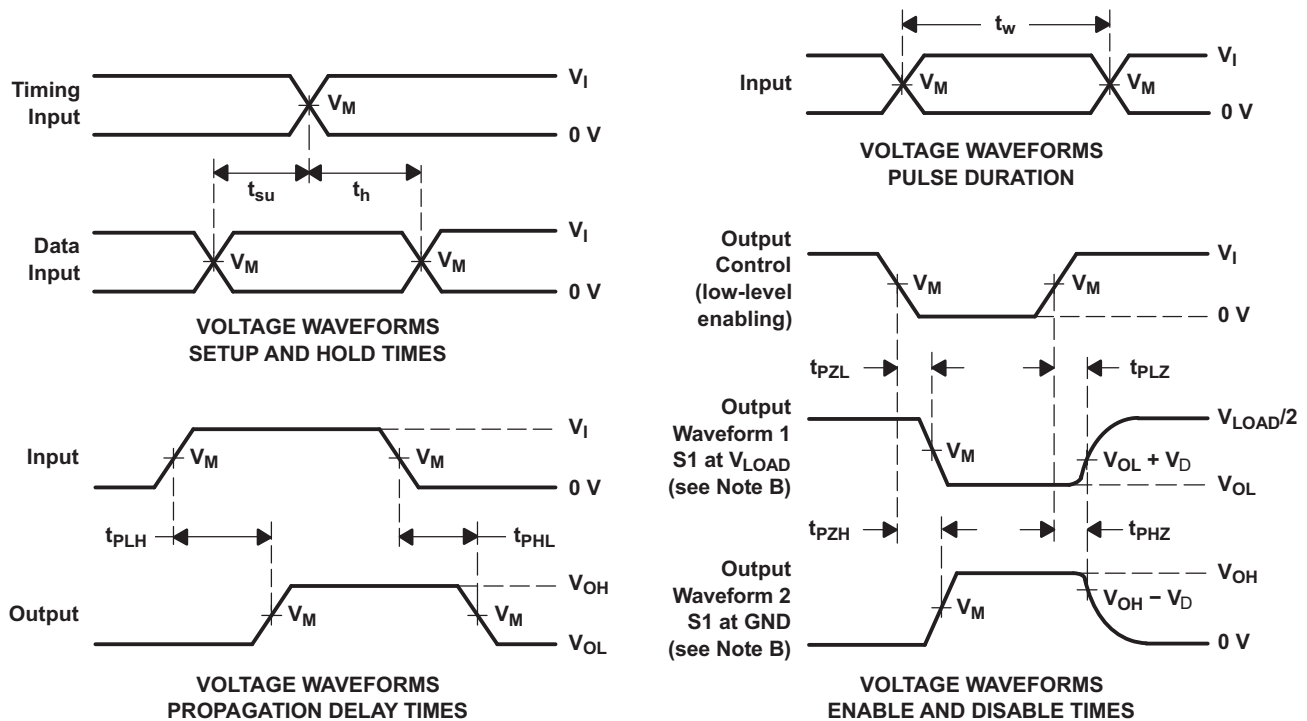 Timing
Input
V_M
V_I
0 V
t_su
t_h
Data
Input
V_M
V_M
V_I
0 V
VOLTAGE WAVEFORMS
SETUP AND HOLD TIMES
t_w
Input
V_M
V_M
V_I
0 V
VOLTAGE WAVEFORMS
PULSE DURATION
Input
V_M
V_M
V_I
0 V
t_PLH
t_PHL
Output
V_M
V_M
V_OH
V_OL
VOLTAGE WAVEFORMS
PROPAGATION DELAY TIMES
Output
Control
(low-level
enabling)
V_M
V_M
V_I
0 V
t_PZL
t_PLZ
Output
Waveform 1
S1 at V_LOAD
(see Note B)
V_M
V_LOAD/2
V_OL + V_D
V_OL
t_PZH
t_PHZ
Output
Waveform 2
S1 at GND
(see Note B)
V_M
V_OH
V_OH − V_D
0 V
VOLTAGE WAVEFORMS
ENABLE AND DISABLE TIMES